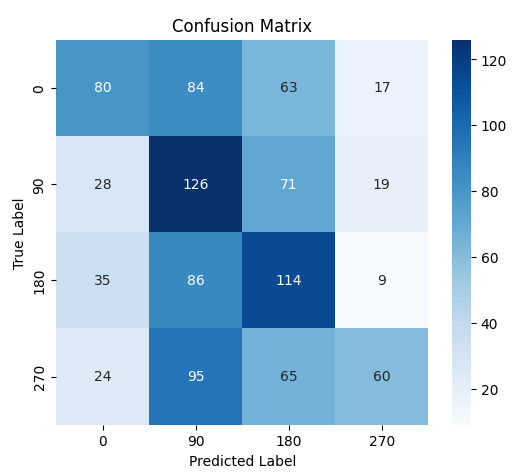 Confusion Matrix
True Label
0 80 84 63 17
90 28 126 71 19
180 35 86 114 9
270 24 95 65 60
0 90 180 270
Predicted Label
120
100
80
60
40
20